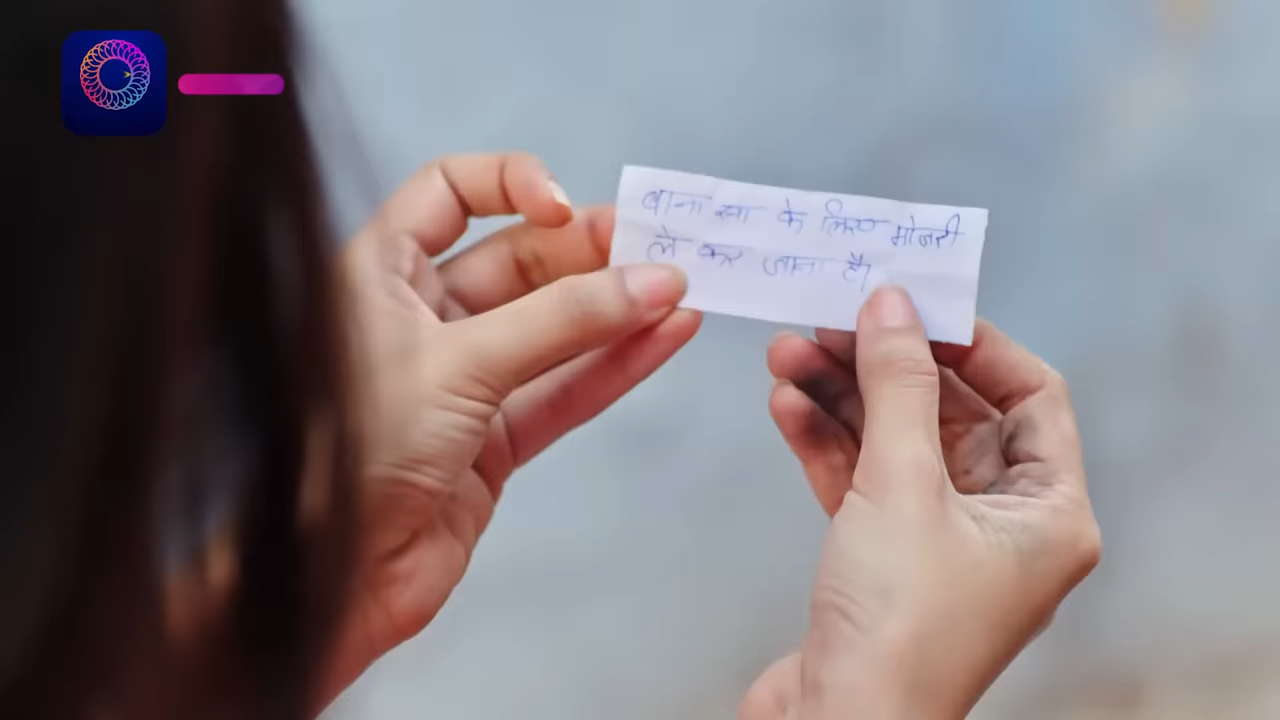 बाना सा के लिए मोजरी
ले कर जाना है।